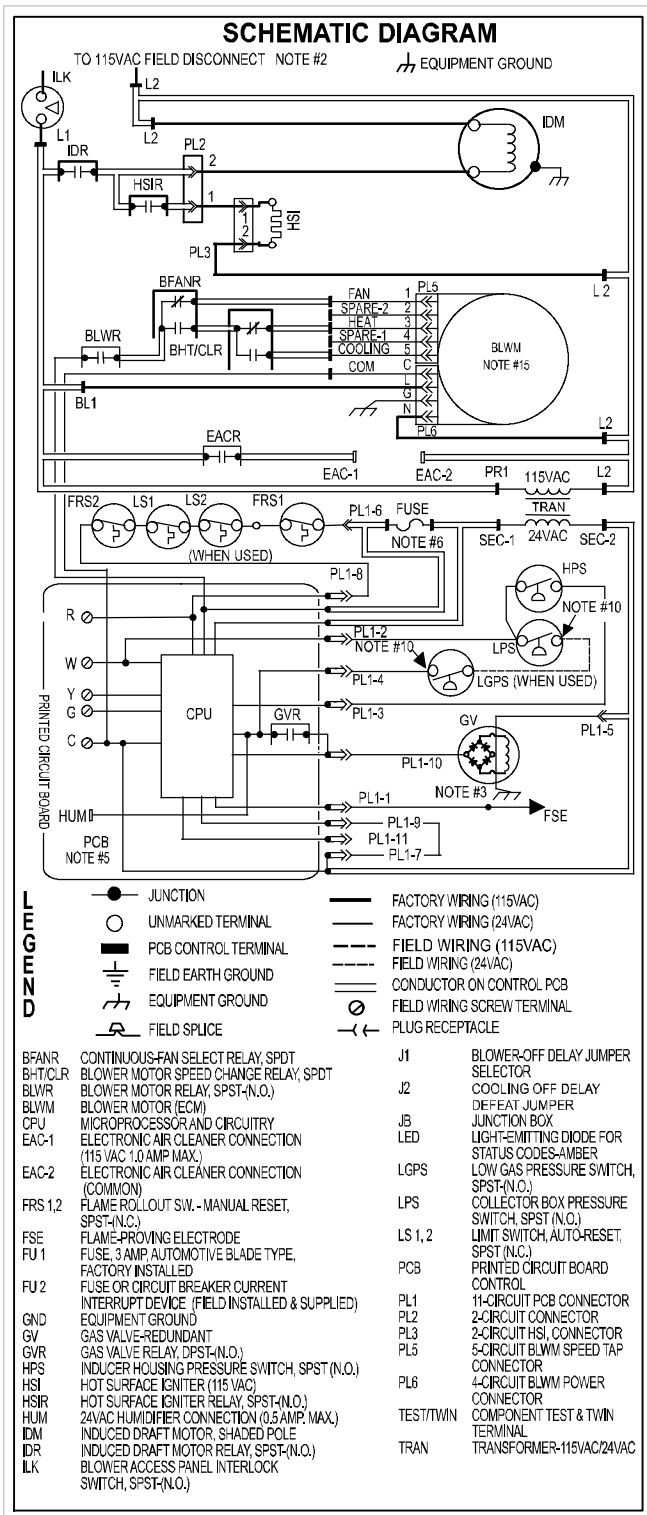 SCHEMATIC DIAGRAM
TO 115VAC FIELD DISCONNECT NOTE #2
EQUIPMENT GROUND
ILK
L2
L1
L2
IDM
IDR
PL2
2
HSIR
1
1
2
HSI
PL3
L 2
BFANR
FAN
1
PL5
SPARE-2
2
HEAT
3
SPARE-1
4
COOLING
5
COM
C
BLWR
BHT/CLR
BLWM
NOTE #15
L
BL1
G
N
L2
PL6
EACR
EAC-1
EAC-2
PR1
115VAC
L2
TRAN
24VAC
SEC-1
SEC-2
FRS2
LS1
LS2
FRS1
PL1-6
FUSE
NOTE #6
(WHEN USED)
PL1-8
HPS
NOTE #10
R
PL1-2
NOTE #10
LPS
W
LGPS (WHEN USED)
PL1-4
Y
CPU
G
PL1-3
GVR
GV
C
PL1-5
PL1-10
NOTE #3
PRINTED CIRCUIT BOARD
PL1-1
FSE
HUM
PL1-9
PL1-11
PCB
NOTE #5
PL1-7
LEGEND
JUNCTION
UNMARKED TERMINAL
PCB CONTROL TERMINAL
FIELD EARTH GROUND
EQUIPMENT GROUND
FIELD SPLICE
FACTORY WIRING (115VAC)
FACTORY WIRING (24VAC)
FIELD WIRING (115VAC)
FIELD WIRING (24VAC)
CONDUCTOR ON CONTROL PCB
FIELD WIRING SCREW TERMINAL
PLUG RECEPTACLE
BFANR CONTINUOUS-FAN SELECT RELAY, SPDT
BHT/CLR BLOWER MOTOR SPEED CHANGE RELAY, SPDT
BLWR BLOWER MOTOR RELAY, SPST-(N.O.)
BLWM BLOWER MOTOR (ECM)
CPU MICROPROCESSOR AND CIRCUITRY
EAC-1 ELECTRONIC AIR CLEANER CONNECTION
(115 VAC 1.0 AMP MAX.)
EAC-2 ELECTRONIC AIR CLEANER CONNECTION
(COMMON)
FRS 1,2 FLAME ROLLOUT SW. - MANUAL RESET,
SPST-(N.C.)
FSE FLAME-PROVING ELECTRODE
FU 1 FUSE, 3 AMP, AUTOMOTIVE BLADE TYPE,
FACTORY INSTALLED
FU 2 FUSE OR CIRCUIT BREAKER CURRENT
INTERRUPT DEVICE (FIELD INSTALLED & SUPPLIED)
GND EQUIPMENT GROUND
GV GAS VALVE-REDUNDANT
GVR GAS VALVE RELAY, DPST-(N.O.)
HPS INDUCER HOUSING PRESSURE SWITCH, SPST (N.O.)
HSI HOT SURFACE IGNITER (115 VAC)
HSIR HOT SURFACE IGNITER RELAY, SPST-(N.O.)
HUM 24VAC HUMIDIFIER CONNECTION (0.5 AMP. MAX.)
IDM INDUCED DRAFT MOTOR, SHADED POLE
IDR INDUCED DRAFT MOTOR RELAY, SPST-(N.O.)
ILK BLOWER ACCESS PANEL INTERLOCK
SWITCH, SPST-(N.O.)
J1 BLOWER-OFF DELAY JUMPER
SELECTOR
J2 COOLING OFF DELAY
DEFEAT JUMPER
JB JUNCTION BOX
LED LIGHT-EMITTING DIODE FOR
STATUS CODES-AMBER
LGPS LOW GAS PRESSURE SWITCH,
SPST-(N.O.)
LPS COLLECTOR BOX PRESSURE
SWITCH, SPST (N.O.)
LS 1, 2 LIMIT SWITCH, AUTO-RESET,
SPST (N.C.)
PCB PRINTED CIRCUIT BOARD
CONTROL
PL1 11-CIRCUIT PCB CONNECTOR
PL2 2-CIRCUIT CONNECTOR
PL3 2-CIRCUIT HSI, CONNECTOR
PL5 5-CIRCUIT BLWM SPEED TAP
CONNECTOR
PL6 4-CIRCUIT BLWM POWER
CONNECTOR
TEST/TWIN COMPONENT TEST & TWIN
TERMINAL
TRAN TRANSFORMER-115VAC/24VAC